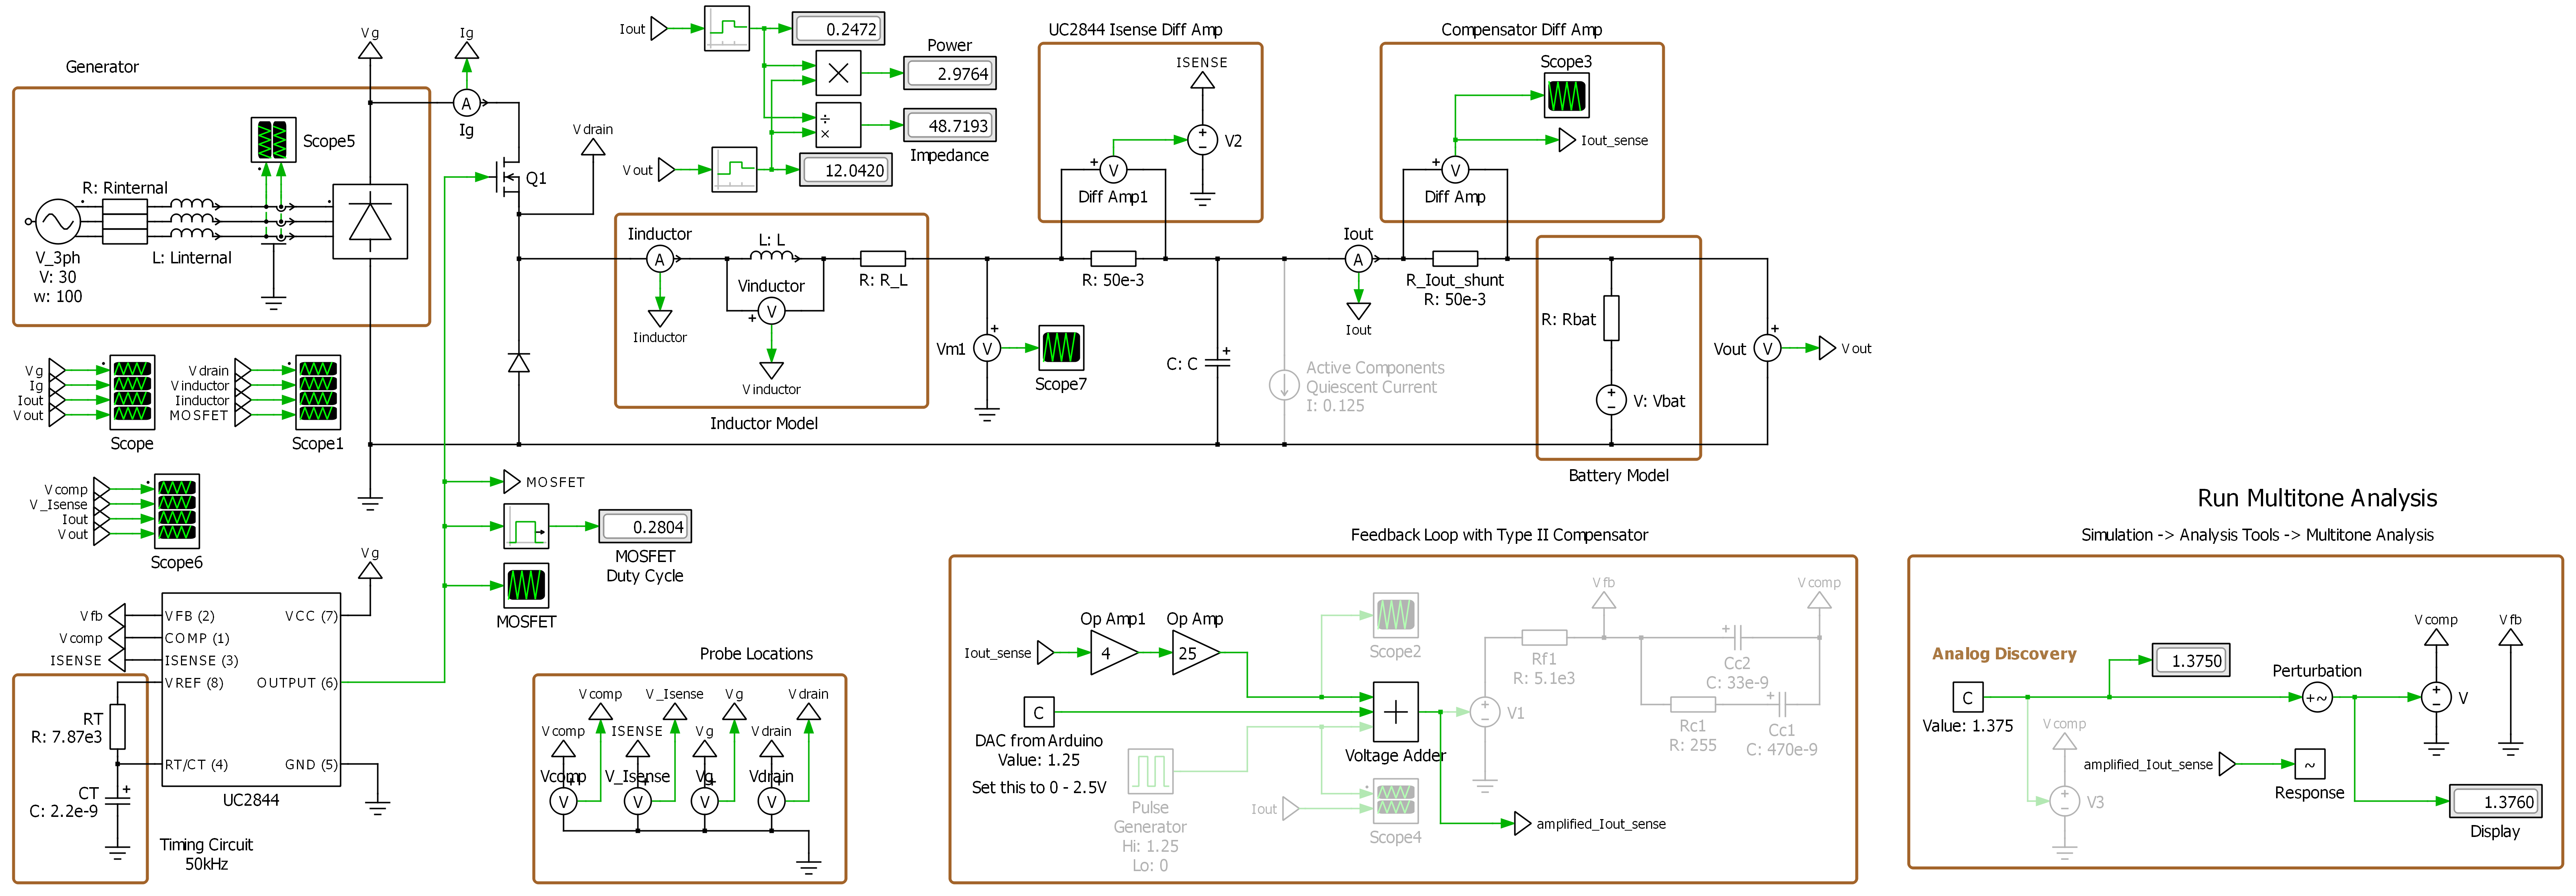 Generator
Vg
Ig
A
Ig
Scope5
R: Rinternal
L: Linternal
V_3ph
V: 30
w: 100
Q1
Vdrain
Iout
0.2472
Power
2.9764
÷
×
48.7193
Impedance
Vout
12.0420
Iinductor
A
L: L
Vinductor
V
R: R_L
Iinductor
Vinductor
Inductor Model
UC2844 Isense Diff Amp
ISENSE
V2
V
Diff Amp1
R: 50e-3
Vm1
V
Scope7
C: C
Active Components
Quiescent Current
I: 0.125
Compensator Diff Amp
Scope3
Iout_sense
V
Diff Amp
Iout
A
Iout
R_Iout_shunt
R: 50e-3
R: Rbat
V: Vbat
Battery Model
Vout
V
Vout
Vg
Ig
Iout
Vout
Scope
Vdrain
Vinductor
Iinductor
MOSFET
Scope1
Vcomp
V_Isense
Iout
Vout
Scope6
MOSFET
0.2804
MOSFET
Duty Cycle
MOSFET
Vg
Vfb
Vcomp
ISENSE
VFB (2)
COMP (1)
ISENSE (3)
VREF (8)
RT/CT (4)
VCC (7)
OUTPUT (6)
GND (5)
UC2844
RT
R: 7.87e3
CT
C: 2.2e-9
Timing Circuit
50kHz
Probe Locations
Vcomp
V_Isense
Vg
Vdrain
Vcomp
ISENSE
Vg
Vdrain
Vcomp
V_Isense
Vg
Vdrain
V
V
V
V
Feedback Loop with Type II Compensator
Iout_sense
Op Amp1
4
Op Amp
25
C
DAC from Arduino
Value: 1.25
Set this to 0 - 2.5V
Pulse
Generator
Hi: 1.25
Lo: 0
Scope2
Voltage Adder
Iout
Scope4
V1
Vfb
Rf1
R: 5.1e3
Vcomp
Cc2
C: 33e-9
Rc1
R: 255
Cc1
C: 470e-9
amplified_Iout_sense
Run Multitone Analysis
Simulation -> Analysis Tools -> Multitone Analysis
Analog Discovery
C
Value: 1.375
1.3750
Vcomp
V3
Perturbation
+~
amplified_Iout_sense
~
Response
Vcomp
V
Vfb
1.3760
Display